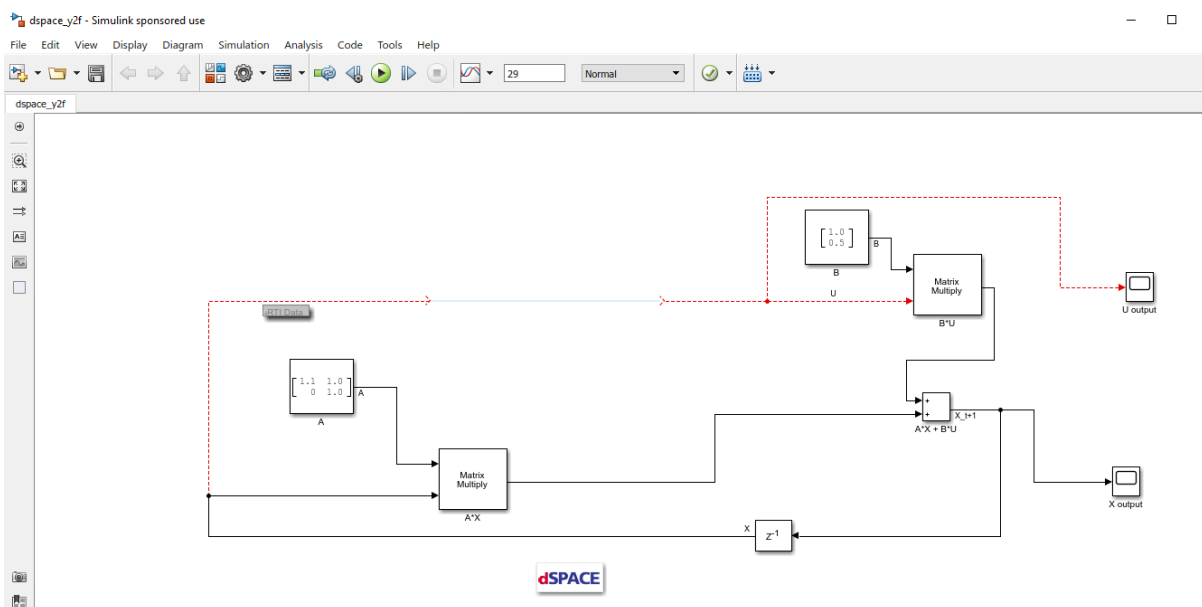 dspace_y2f - Simulink sponsored use
File Edit View Display Diagram Simulation Analysis Code Tools Help
29
Normal
dspace_y2f
1.0
0.5
B
B
Matrix
Multiply
U
B*U
U output
RTI Data
1.1 1.0
0 1.0
A
A
+
+
X_t+1
A*X + B*U
Matrix
Multiply
A*X
X output
X
Z-1
dSPACE